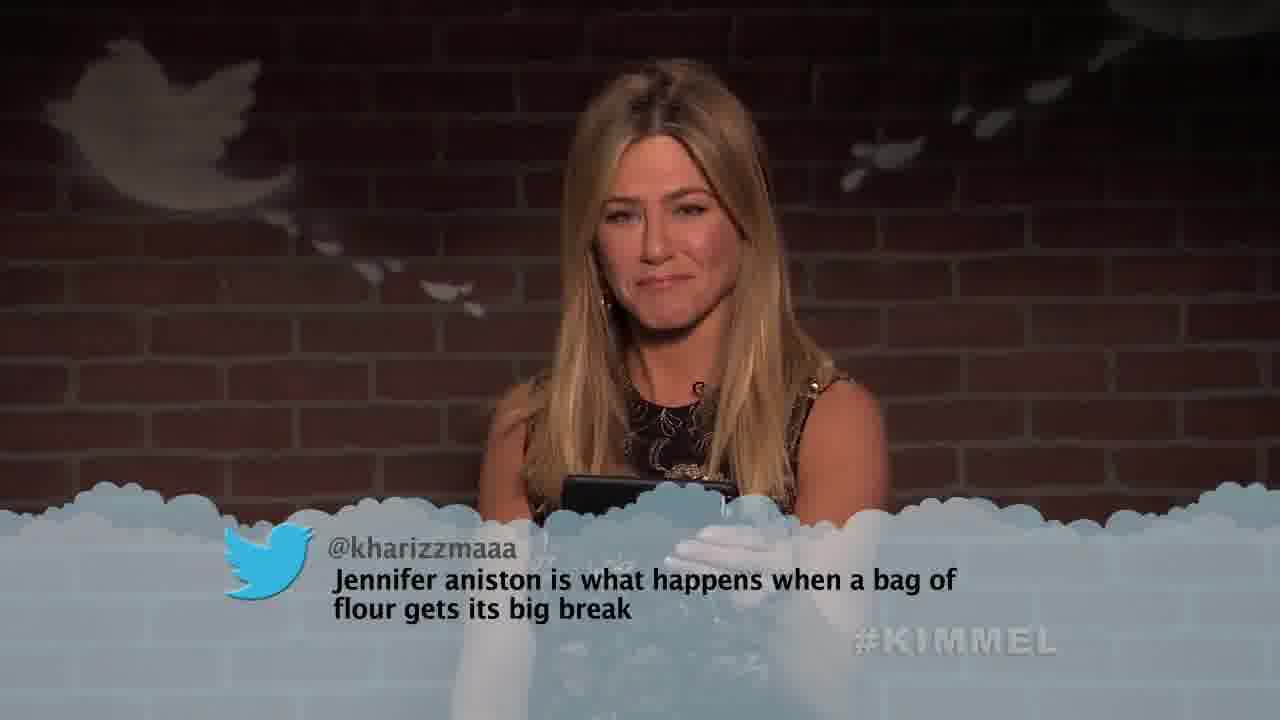 @kharizzmaaa
Jennifer aniston is what happens when a bag of
flour gets its big break
#KIMMEL